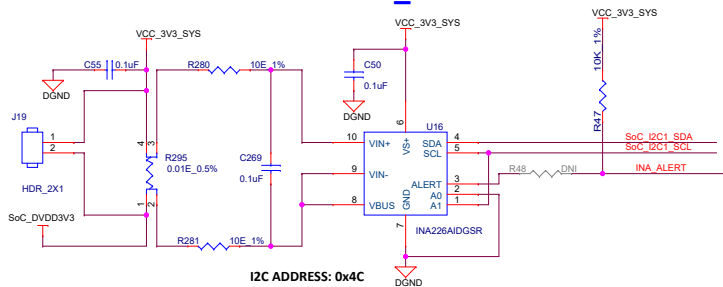 VCC_3V3_SYS
VCC_3V3_SYS
VCC_3V3_SYS
C55 0.1uF
DGND
R280 10E_1%
C50
0.1uF
DGND
10K_1%
R47
J19
1
2
HDR_2X1
4 3
R295
0.01E_0.5%
1 2
C269
0.1uF
6
U16
10 VIN+ VS+ SDA 4 SoC_I2C1_SDA
SCL 5 SoC_I2C1_SCL
9 VIN- ALERT 3 R48 DNI INA_ALERT
A0 2
8 VBUS GND A1 1
7
INA226AIDGSR
SoC_DVDD3V3
R281 10E_1%
I2C ADDRESS: 0x4C
DGND